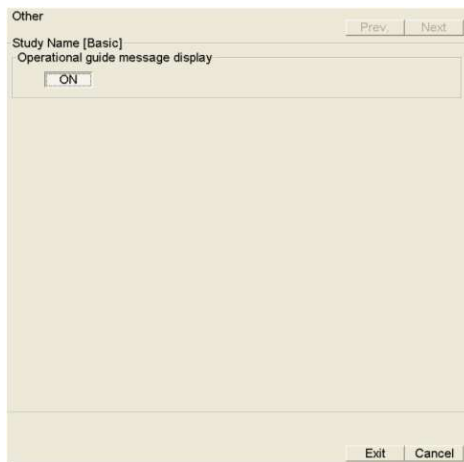 Other
Prev. Next
Study Name [Basic]
Operational guide message display
ON
Exit Cancel